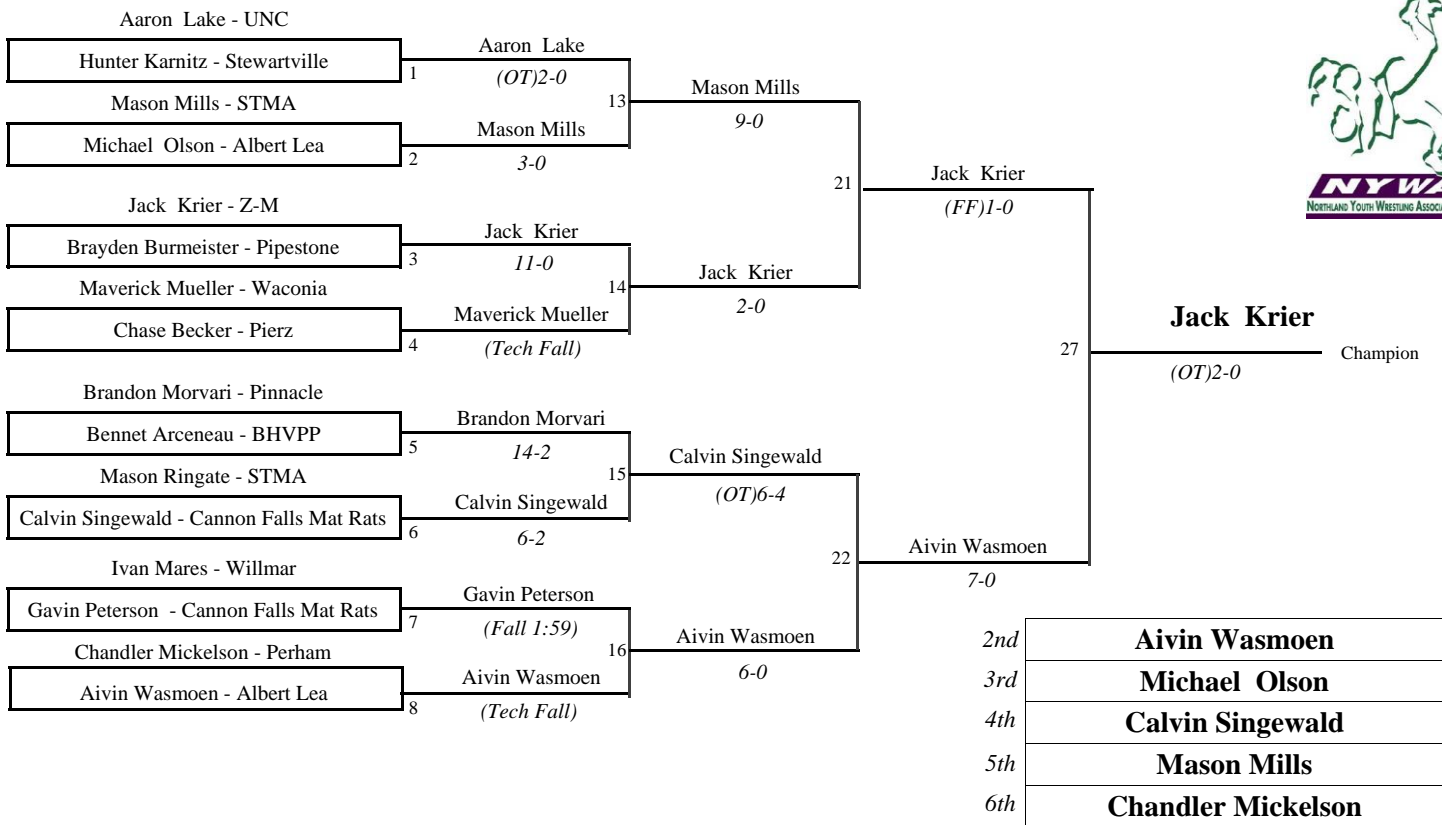 Aaron Lake - UNC
Hunter Karnitz - Stewartville
1
Mason Mills - STMA
Michael Olson - Albert Lea
2
Jack Krier - Z-M
Brayden Burmeister - Pipestone
3
Maverick Mueller - Waconia
Chase Becker - Pierz
4
Brandon Morvari - Pinnacle
Bennet Arceneau - BHVPP
5
Mason Ringate - STMA
Calvin Singewald - Cannon Falls Mat Rats
6
Ivan Mares - Willmar
Gavin Peterson - Cannon Falls Mat Rats
7
Chandler Mickelson - Perham
Aivin Wasmoen - Albert Lea
8
Aaron Lake
(OT)2-0
13
Mason Mills
3-0
Jack Krier
11-0
14
Maverick Mueller
(Tech Fall)
Brandon Morvari
14-2
15
Calvin Singewald
6-2
Gavin Peterson
(Fall 1:59)
16
Aivin Wasmoen
(Tech Fall)
Mason Mills
9-0
21
Jack Krier
2-0
Calvin Singewald
(OT)6-4
22
Aivin Wasmoen
6-0
Jack Krier
(FF)1-0
27
Aivin Wasmoen
7-0
Jack Krier
Champion
(OT)2-0
2nd Aivin Wasmoen
3rd Michael Olson
4th Calvin Singewald
5th Mason Mills
6th Chandler Mickelson
NYWA
NORTHLAND YOUTH WRESTLING